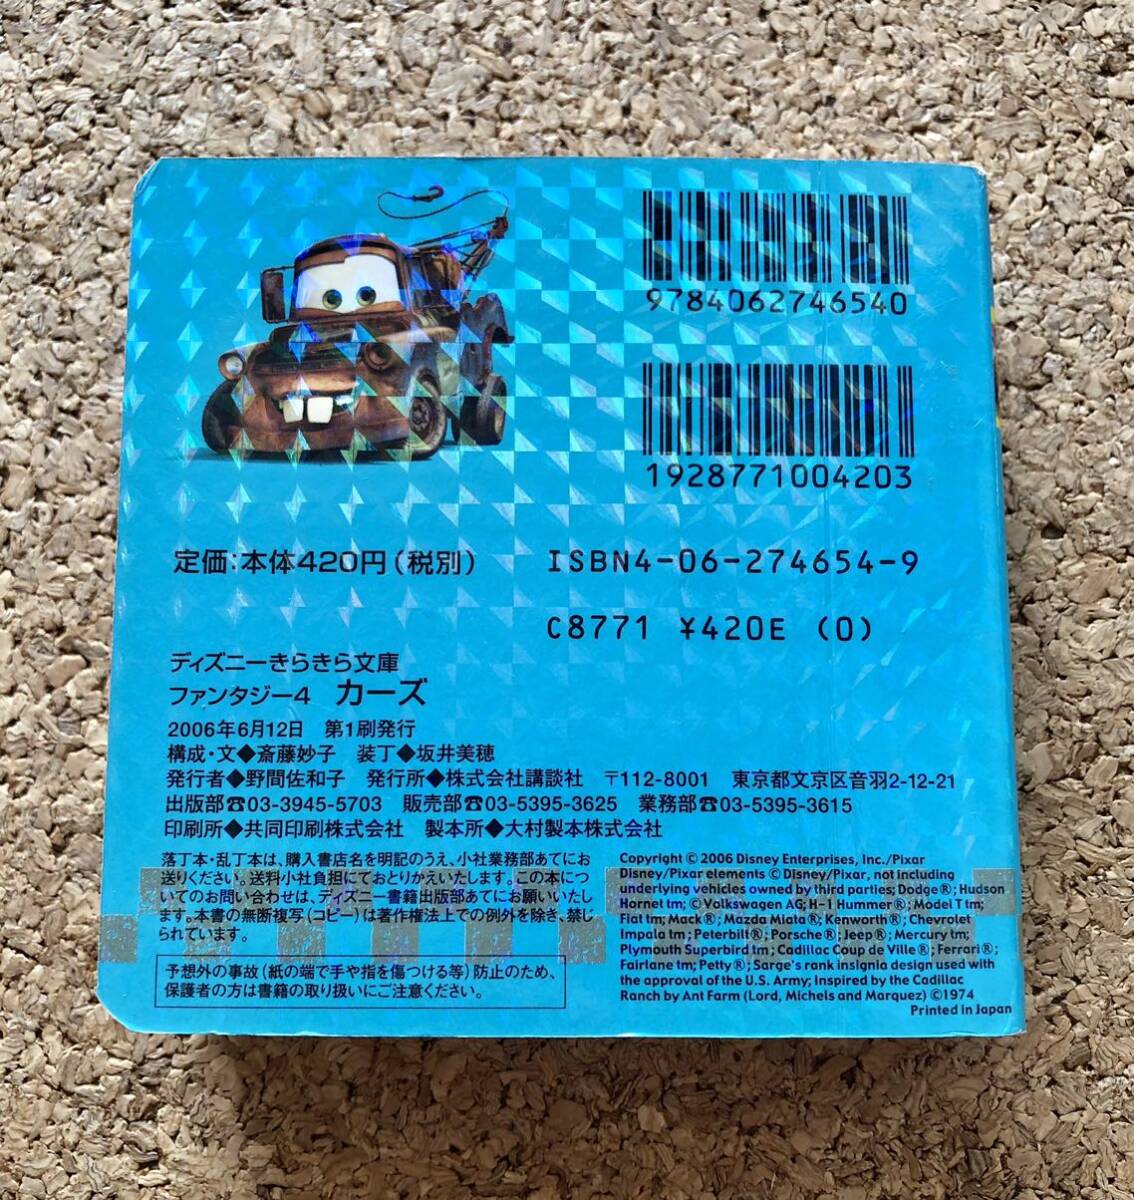 9784062746540
1928771004203
定価:本体420円(税別)
ISBN4-06-274654-9
C8771 ¥420E (0)
ディズニーきらきら文庫
ファンタジー4 カーズ
2006年6月12日 第1刷発行
構成・文◆斎藤妙子 装丁◆坂井美穂
発行者◆野間佐和子 発行所◆株式会社講談社 〒112-8001 東京都文京区音羽2-12-21
出版部☎03-3945-5703 販売部☎03-5395-3625 業務部☎03-5395-3615
印刷所◆共同印刷株式会社 製本所◆大村製本株式会社
落丁本・乱丁本は、購入書店名を明記のうえ、小社業務部あてにお
送りください。送料小社負担にておとりかえいたします。この本につ
いてのお問い合わせは、ディズニー書籍出版部あてにお願いいたしま
す。本書の無断複写(コピー)は著作権法上での例外を除き、禁じ
られています。
予想外の事故(紙の端で手や指を傷つける等)防止のため、
保護者の方は書籍の取り扱いにご注意ください。
Copyright © 2006 Disney Enterprises, Inc./Pixar
Disney/Pixar elements © Disney/Pixar, not including
underlying vehicles owned by third parties; Dodge®; Hudson
Hornet tm; © Volkswagen AG; H-1 Hummer®; Model T tm;
Fiat tm; Mack®; Mazda Miata®; Kenworth®; Chevrolet
Impala tm; Peterbilt®; Porsche®; Jeep®; Mercury tm;
Plymouth Superbird tm; Cadillac Coup de Ville®; Ferrari®;
Fairlane tm; Petty®; Sarge's rank insignia design used with
the approval of the U.S. Army; Inspired by the Cadillac
Ranch by Ant Farm (Lord, Michels and Marquez) ©1974
Printed in Japan